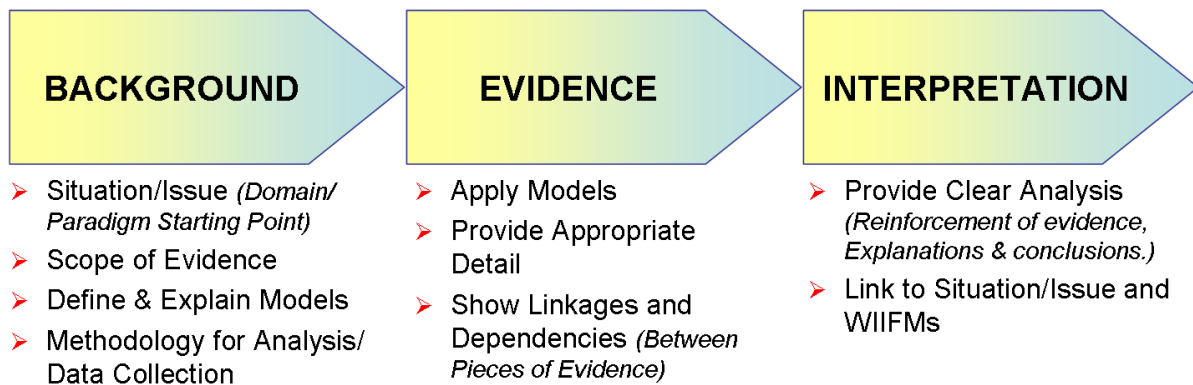 BACKGROUND
Situation/Issue (Domain/
Paradigm Starting Point)
Scope of Evidence
Define & Explain Models
Methodology for Analysis/
Data Collection
EVIDENCE
Apply Models
Provide Appropriate
Detail
Show Linkages and
Dependencies (Between
Pieces of Evidence)
INTERPRETATION
Provide Clear Analysis
(Reinforcement of evidence,
Explanations & conclusions.)
Link to Situation/Issue and
WIIFMs